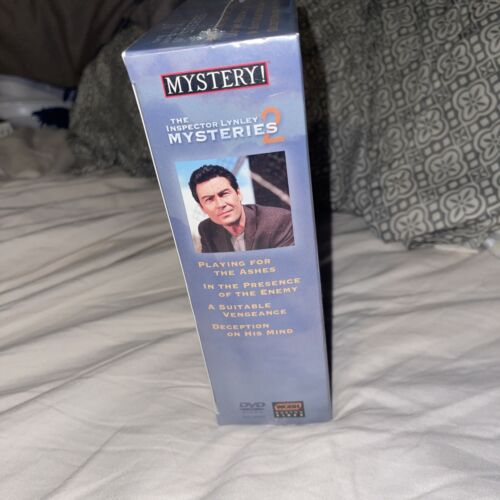 MYSTERY!
THE
INSPECTOR LYNLEY
MYSTERIES 2
PLAYING FOR
THE ASHES
IN THE PRESENCE
OF THE ENEMY
A SUITABLE
VENGEANCE
DECEPTION
ON HIS MIND
DVD
WGBH